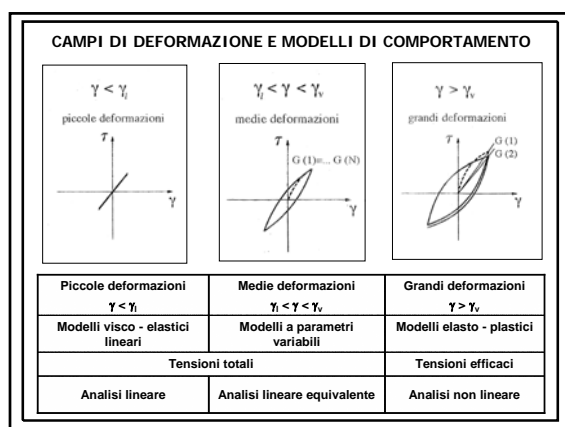 CAMPI DI DEFORMAZIONE E MODELLI DI COMPORTAMENTO
γ < γl
piccole deformazioni
τ
γ
γl < γ < γv
medie deformazioni
τ
G (1)=... G (N)
γ
γ > γv
grandi deformazioni
τ
G (1)
G (2)
γ
Piccole deformazioni
γ < γl
Medie deformazioni
γl < γ < γv
Grandi deformazioni
γ > γv
Modelli visco - elastici
lineari
Modelli a parametri
variabili
Modelli elasto - plastici
Tensioni totali
Tensioni efficaci
Analisi lineare
Analisi lineare equivalente
Analisi non lineare